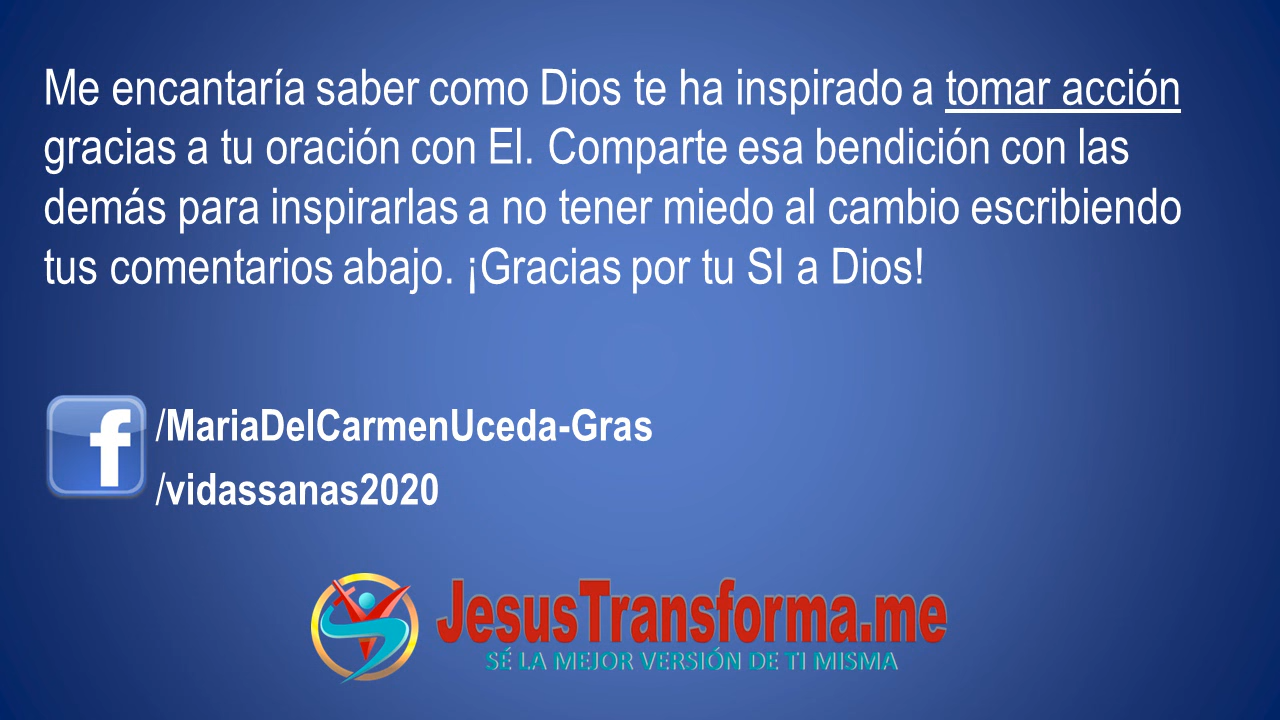 Me encantaría saber como Dios te ha inspirado a tomar acción
gracias a tu oración con El. Comparte esa bendición con las
demás para inspirarlas a no tener miedo al cambio escribiendo
tus comentarios abajo. ¡Gracias por tu SI a Dios!
f
/MariaDelCarmenUceda-Gras
/vidassanas2020
JesusTransforma.me
SÉ LA MEJOR VERSIÓN DE TI MISMA